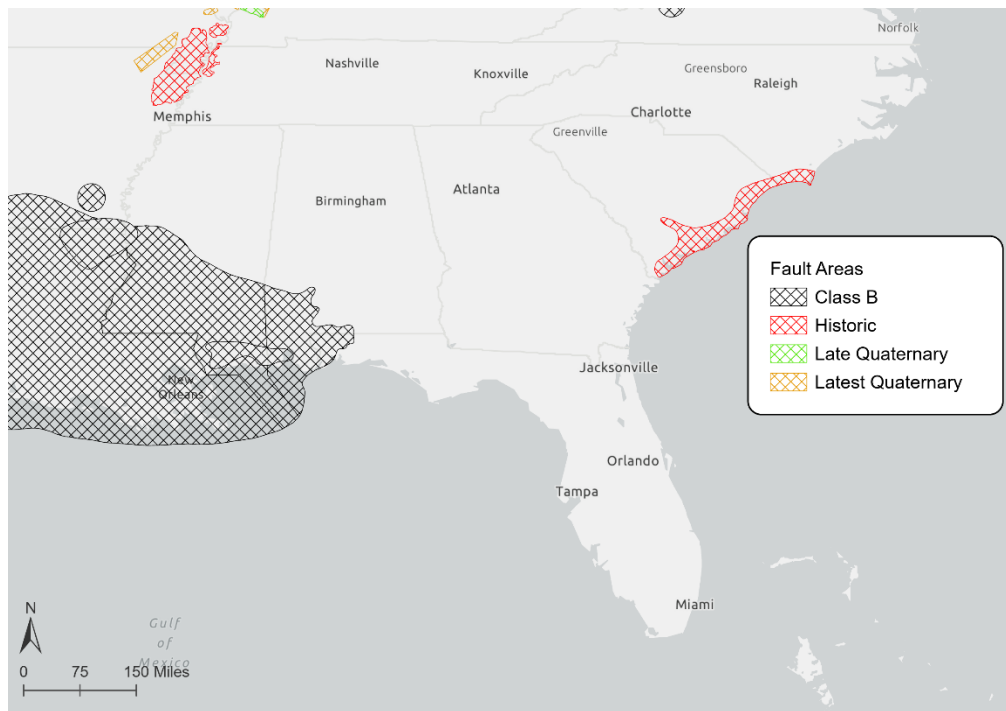 Norfolk
Nashville
Knoxville
Greensboro
Raleigh
Memphis
Charlotte
Greenville
Atlanta
Birmingham
Fault Areas
Class B
Historic
Late Quaternary
Latest Quaternary
Jacksonville
New
Orleans
Orlando
Tampa
Miami
N
Gulf
of
Mexico
0 75 150 Miles